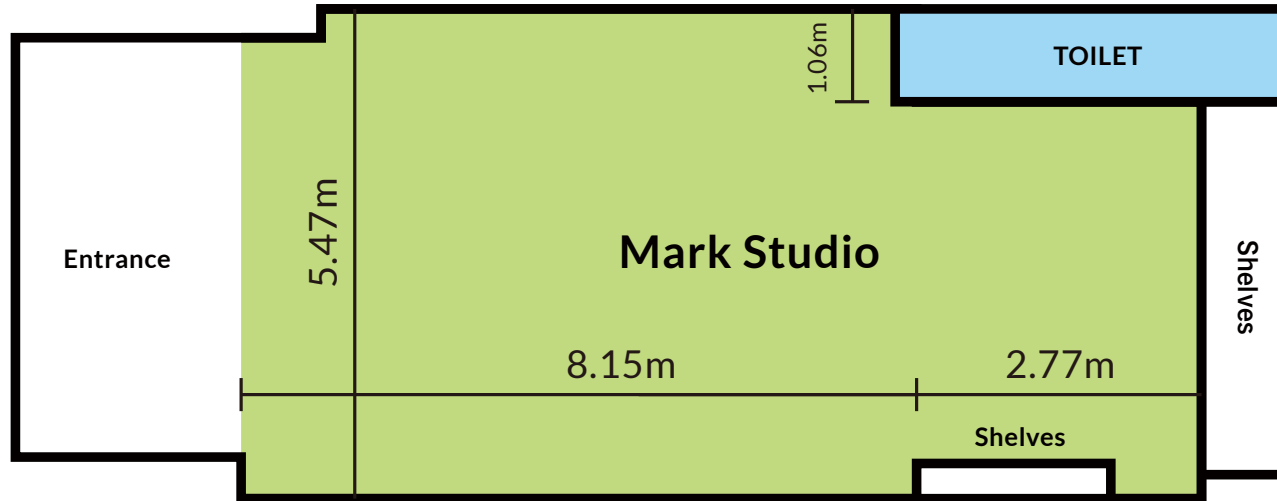 1.06m
TOILET
5.47m
Entrance
Mark Studio
Shelves
8.15m
2.77m
Shelves